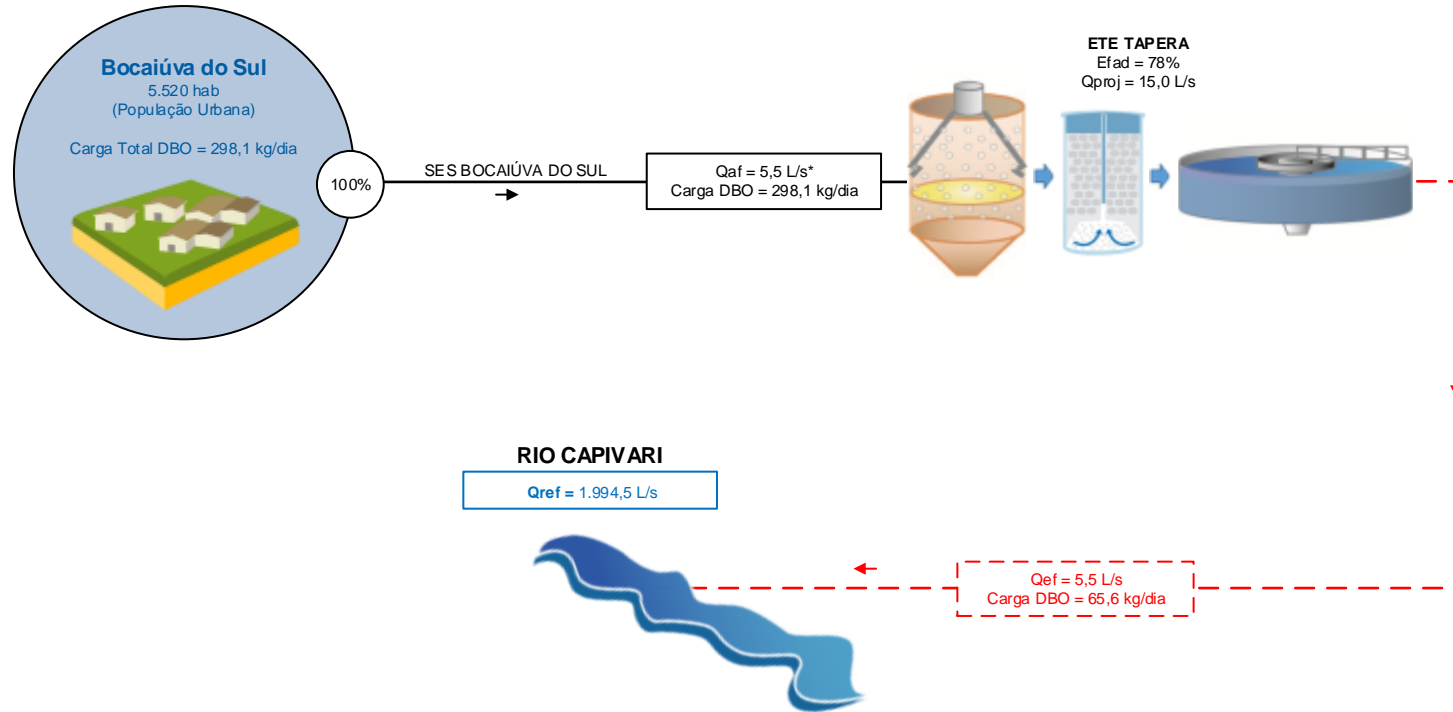 Bocaiúva do Sul
5.520 hab
(População Urbana)
Carga Total DBO = 298,1 kg/dia
100%
SES BOCAIÚVA DO SUL
Qaf = 5,5 L/s*
Carga DBO = 298,1 kg/dia
ETE TAPERA
Efad = 78%
Qproj = 15,0 L/s
RIO CAPIVARI
Qref = 1.994,5 L/s
Qef = 5,5 L/s
Carga DBO = 65,6 kg/dia